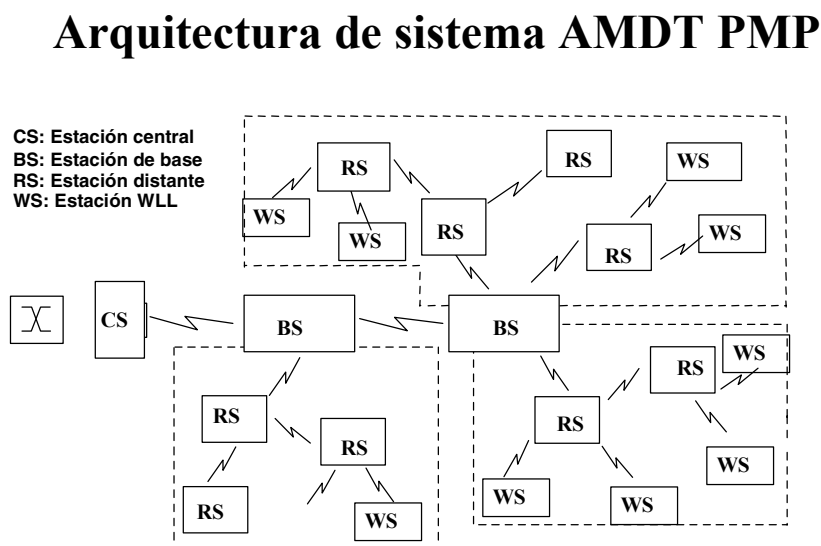 Arquitectura de sistema AMDT PMP
CS: Estación central
BS: Estación de base
RS: Estación distante
WS: Estación WLL
RS
RS
WS
WS
WS
RS
WS
WS
RS
CS
BS
BS
RS
WS
RS
RS
RS
WS
RS
WS
WS
WS